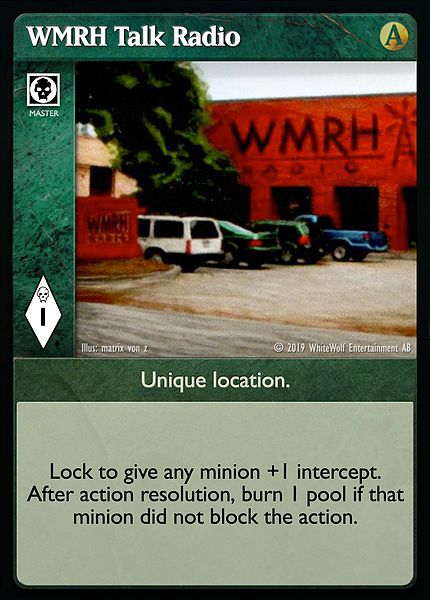 WMRH Talk Radio
A
MASTER
WMRH
RADIO
WMRH
RADIO
1
Illus: matrix von z
© 2019 WhiteWolf Entertainment AB
Unique location.
Lock to give any minion +1 intercept.
After action resolution, burn 1 pool if that
minion did not block the action.